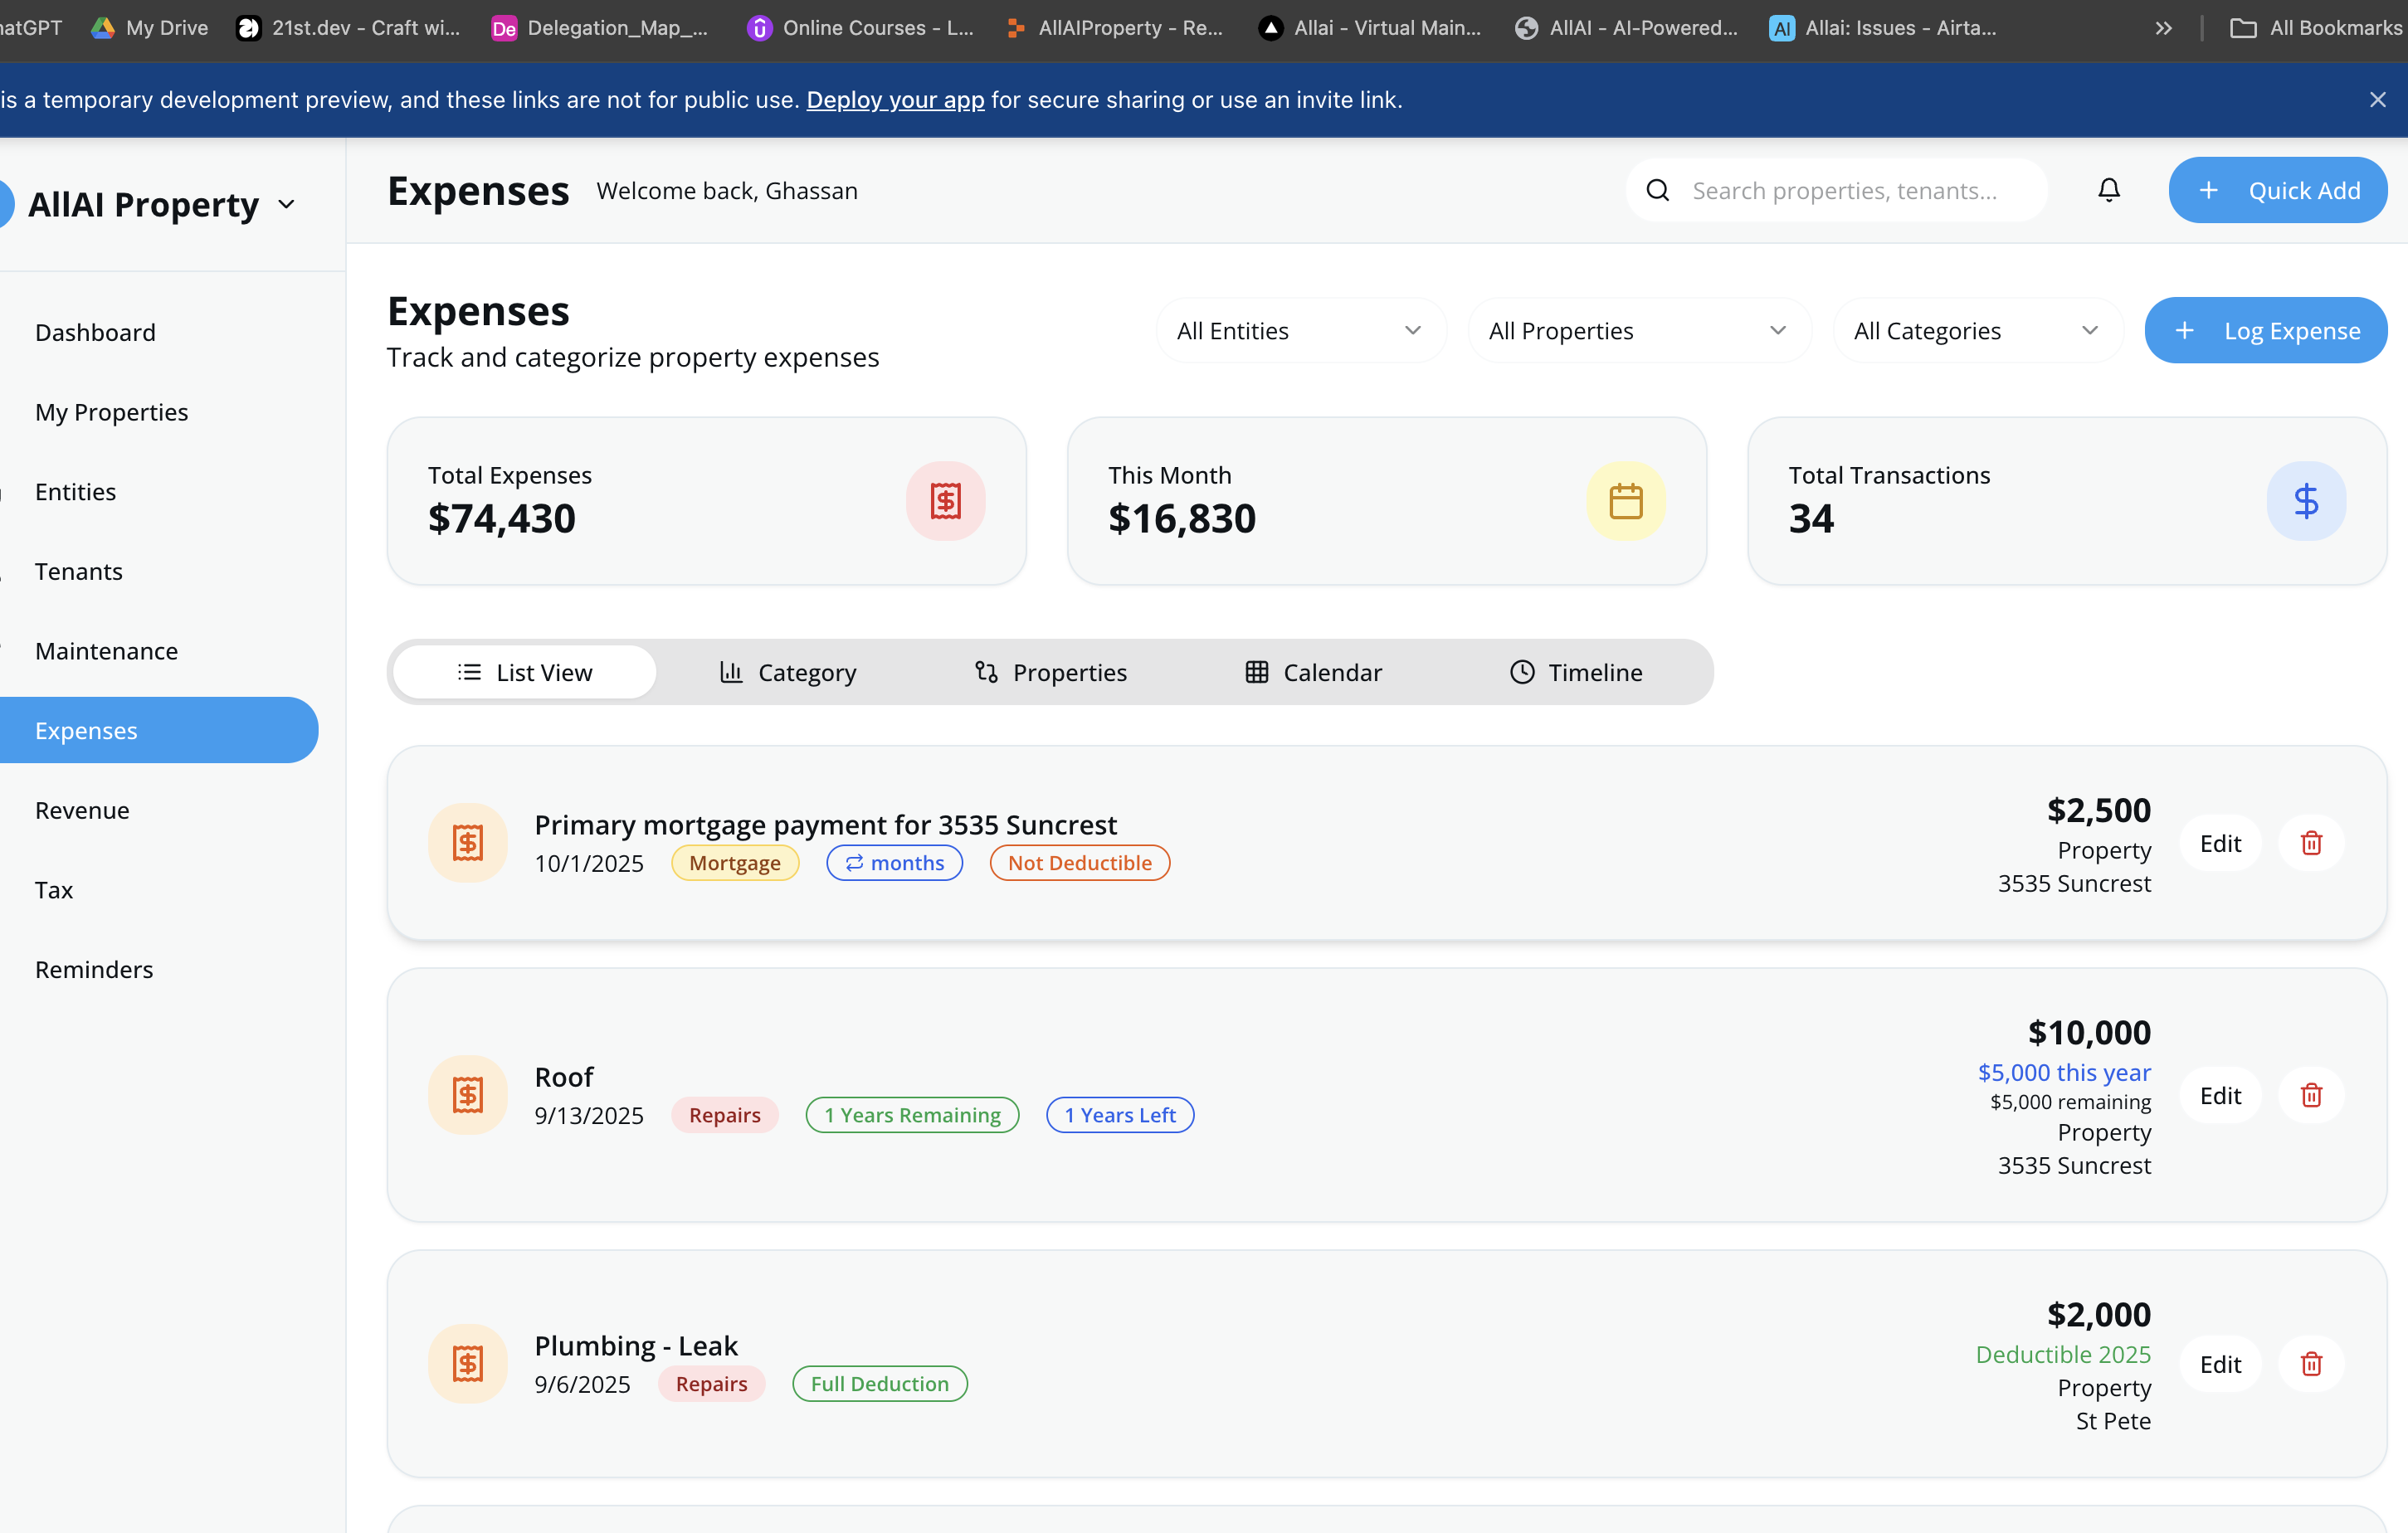 hatGPT
My Drive
21st.dev - Craft wi...
De Delegation_Map_...
Online Courses - L...
AllAIProperty - Re...
Allai - Virtual Main...
AllAI - AI-Powered...
AI Allai: Issues - Airta...
All Bookmarks
is a temporary development preview, and these links are not for public use. Deploy your app for secure sharing or use an invite link.
AllAI Property
Expenses
Welcome back, Ghassan
Search properties, tenants...
Quick Add
Dashboard
My Properties
Entities
Tenants
Maintenance
Expenses
Revenue
Tax
Reminders
Expenses
Track and categorize property expenses
All Entities
All Properties
All Categories
Log Expense
Total Expenses
$74,430
This Month
$16,830
Total Transactions
34
List View
Category
Properties
Calendar
Timeline
Primary mortgage payment for 3535 Suncrest
10/1/2025 Mortgage months Not Deductible
$2,500
Property
3535 Suncrest
Edit
Roof
9/13/2025 Repairs 1 Years Remaining 1 Years Left
$10,000
$5,000 this year
$5,000 remaining
Property
3535 Suncrest
Edit
Plumbing - Leak
9/6/2025 Repairs Full Deduction
$2,000
Deductible 2025
Property
St Pete
Edit